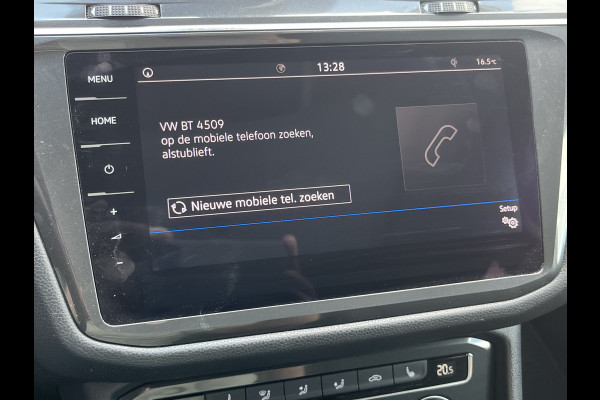 MENU
HOME
+
-
13:28
16.5°C
VW BT 4509
op de mobiele telefoon zoeken,
alstublieft.
Nieuwe mobiele tel. zoeken
Setup
20.5